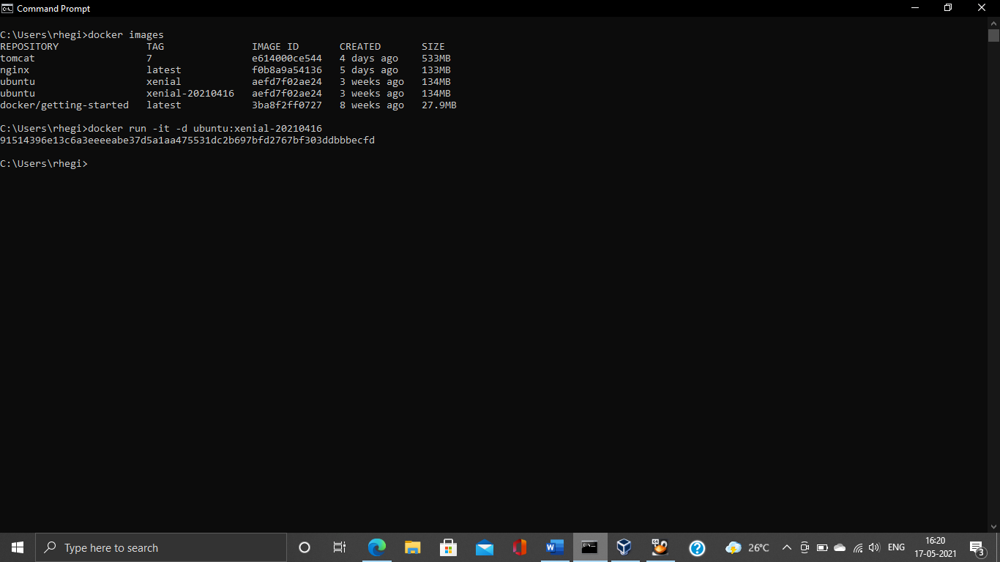 Command Prompt
C:\Users\rhegi>docker images
REPOSITORY TAG IMAGE ID CREATED SIZE
tomcat 7 e614000ce544 4 days ago 533MB
nginx latest f0b8a9a54136 5 days ago 133MB
ubuntu xenial aefd7f02ae24 3 weeks ago 134MB
ubuntu xenial-20210416 aefd7f02ae24 3 weeks ago 134MB
docker/getting-started latest 3ba8f2ff0727 8 weeks ago 27.9MB
C:\Users\rhegi>docker run -it -d ubuntu:xenial-20210416
91514396e13c6a3eeeeabe37d5a1aa475531dc2b697bfd2767bf303ddbbbecfd
C:\Users\rhegi>
Type here to search
26°C
ENG
16:20
17-05-2021
3